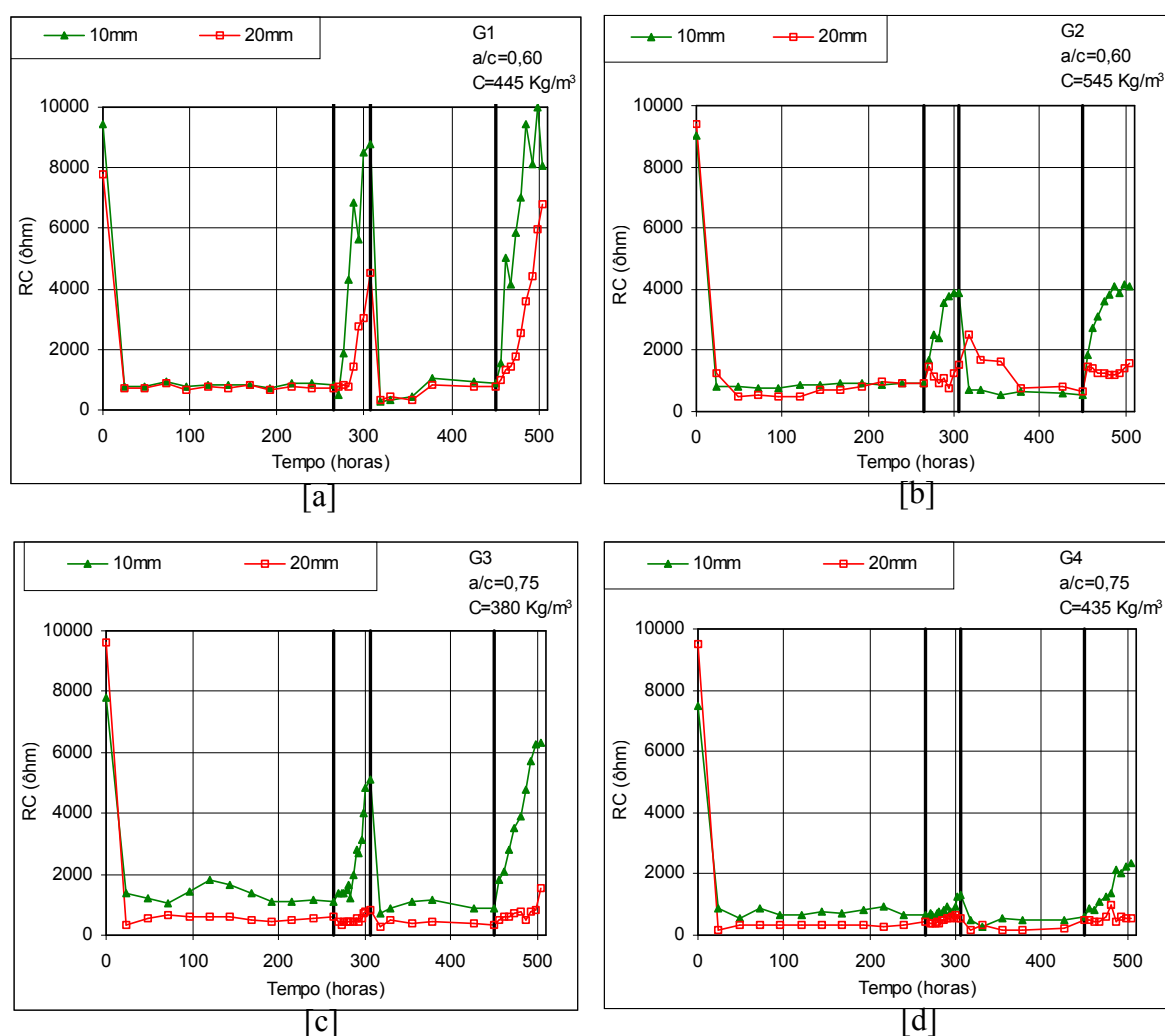 10mm 20mm
G1
a/c=0,60
C=445 Kg/m³
10000
8000
6000
4000
2000
0
RC (ôhm)
0 100 200 300 400 500
Tempo (horas)
[a]
10mm 20mm
G2
a/c=0,60
C=545 Kg/m³
10000
8000
6000
4000
2000
0
RC (ôhm)
0 100 200 300 400 500
Tempo (horas)
[b]
10mm 20mm
G3
a/c=0,75
C=380 Kg/m³
10000
8000
6000
4000
2000
0
RC (ôhm)
0 100 200 300 400 500
Tempo (horas)
[c]
10mm 20mm
G4
a/c=0,75
C=435 Kg/m³
10000
8000
6000
4000
2000
0
RC (ôhm)
0 100 200 300 400 500
Tempo (horas)
[d]